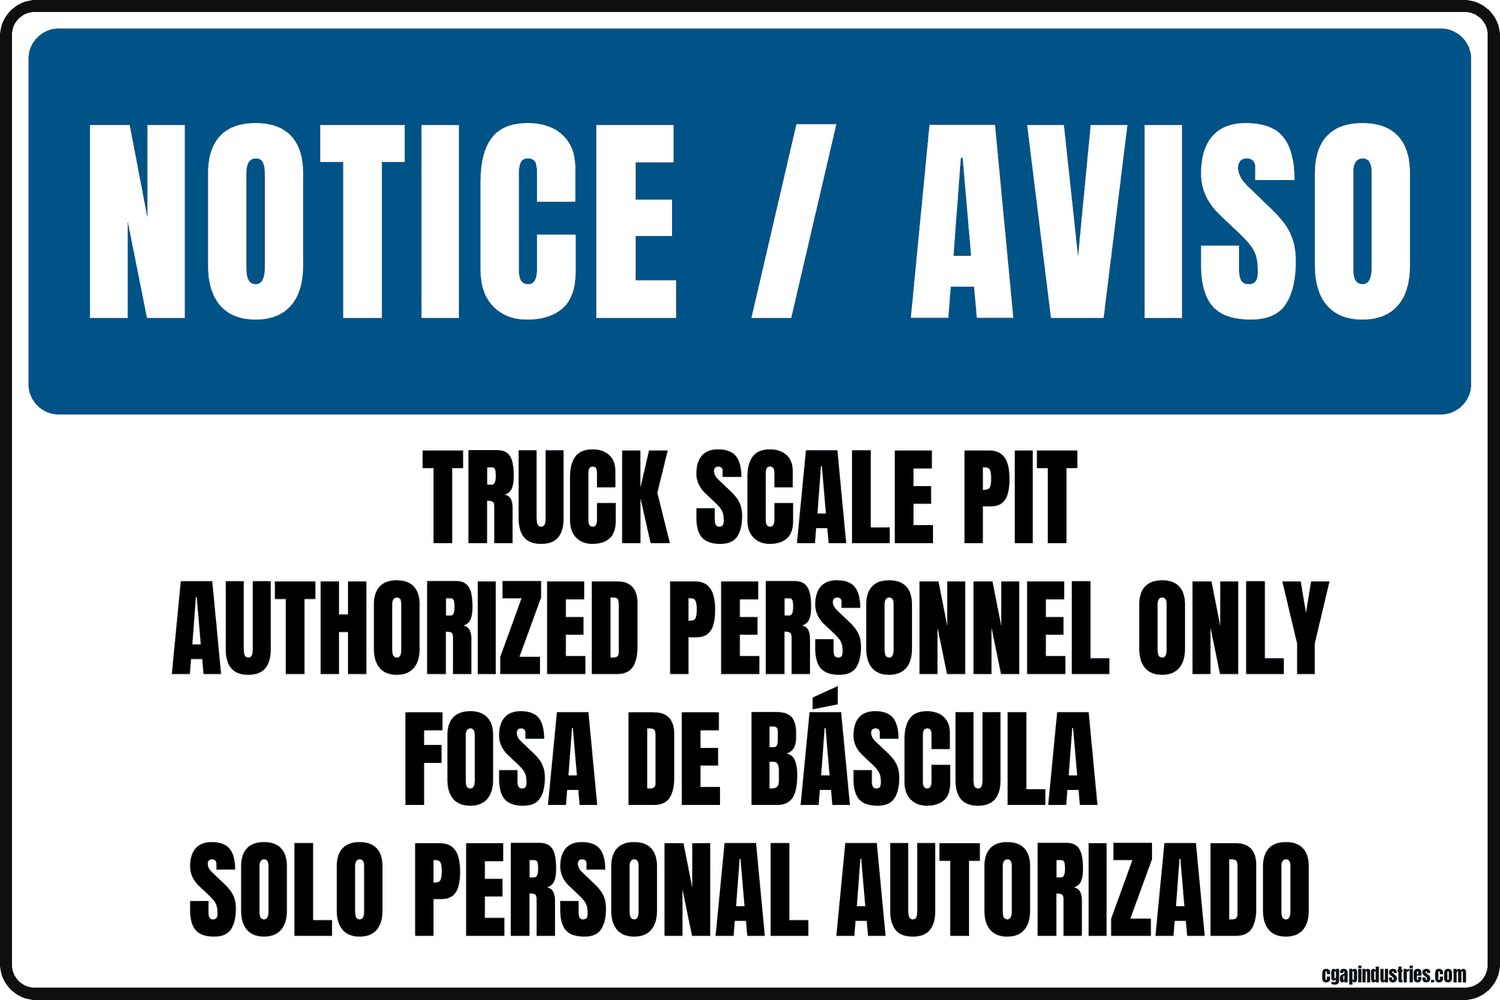 NOTICE / AVISO
TRUCK SCALE PIT
AUTHORIZED PERSONNEL ONLY
FOSA DE BÁSCULA
SOLO PERSONAL AUTORIZADO
cgapindustries.com